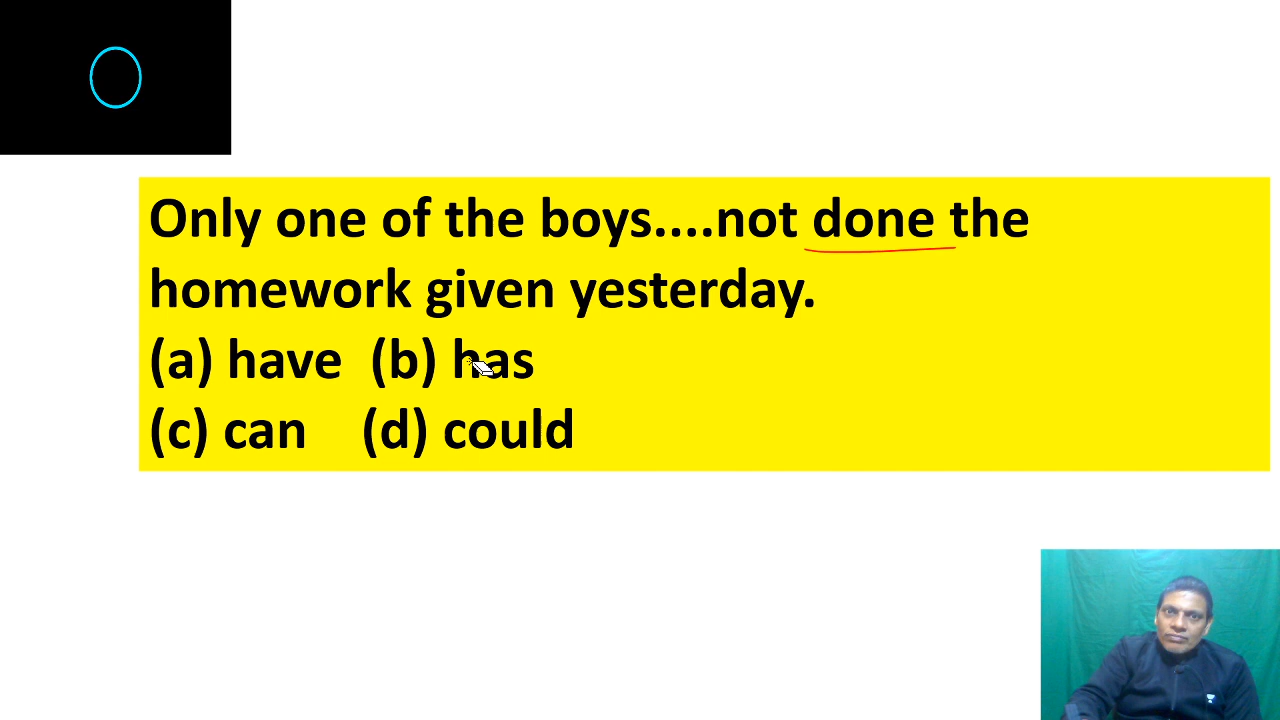 Only one of the boys....not done the
homework given yesterday.
(a) have (b) has
(c) can (d) could